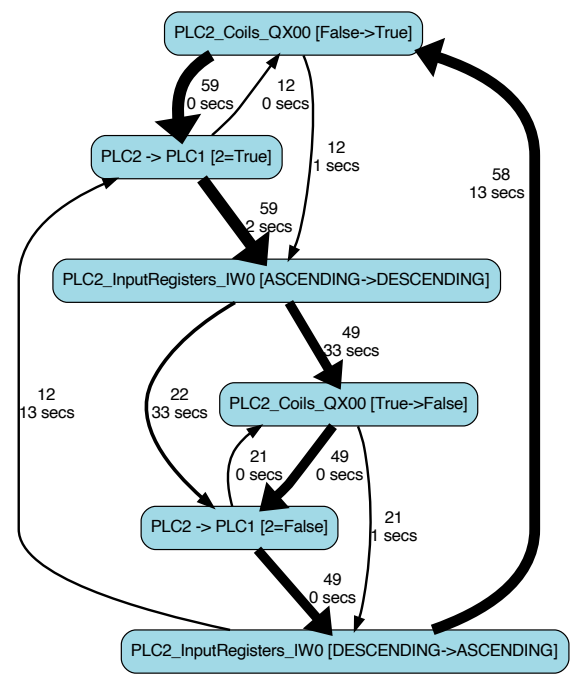 PLC2_Coils_QX00 [False->True]
59
0 secs
12
0 secs
12
1 secs
PLC2 -> PLC1 [2=True]
58
13 secs
59
2 secs
PLC2_InputRegisters_IW0 [ASCENDING->DESCENDING]
49
33 secs
12
13 secs
22
33 secs
PLC2_Coils_QX00 [True->False]
21
0 secs
49
0 secs
21
1 secs
PLC2 -> PLC1 [2=False]
49
0 secs
PLC2_InputRegisters_IW0 [DESCENDING->ASCENDING]